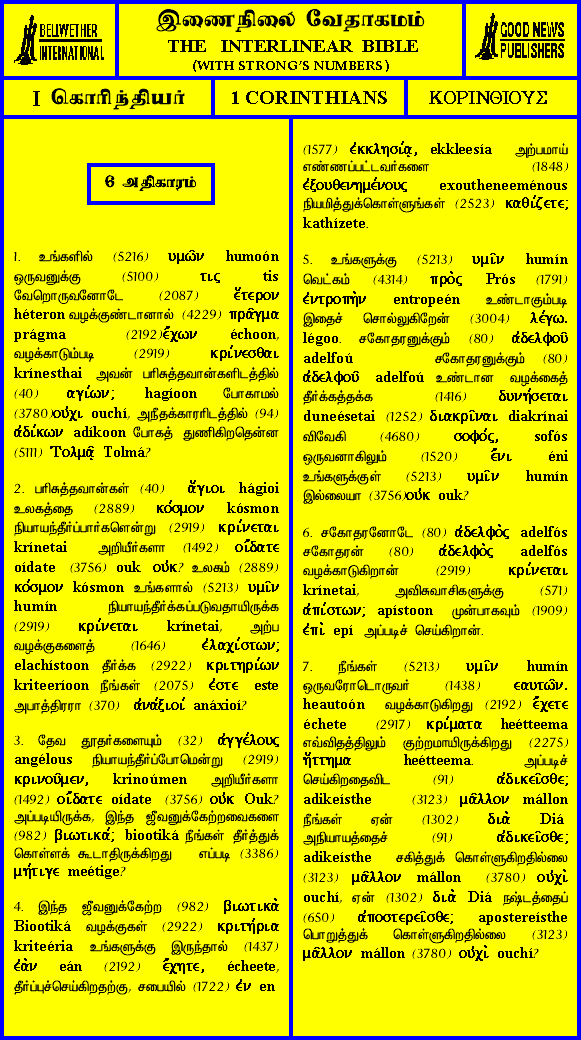 BELLWETHER
INTERNATIONAL
இணைநிலை வேதாகமம்
THE INTERLINEAR BIBLE
(WITH STRONG'S NUMBERS)
GOOD NEWS
PUBLISHERS
I கொரிந்தியர்
1 CORINTHIANS
ΚΟΡΙΝΘΙΟΥΣ
6 அதிகாரம்
1. உங்களில் (5216) υμῶν humoón
ஒருவனுக்கு (5100) τις tis
வேறொருவனோடே (2087) ἕτερον
héteron வழக்குண்டானால் (4229) πρᾶγμα
prágma (2192)ἔχων échoon,
வழக்காடும்படி (2919) κρίνεσθαι
krínesthai அவன் பரிசுத்தவான்களிடத்தில்
(40) αγίων; hagíoon போகாமல்
(3780)οὐχι ouchí, அநீதக்காரரிடத்தில் (94)
ἀδίκων adíkoon போகத் துணிகிறதென்ன
(5111) Τολμᾷ Tolmá?
2. பரிசுத்தவான்கள் (40) ἅγιοι hágioi
உலகத்தை (2889) κόσμον kósmon
நியாயந்தீர்ப்பார்களென்று (2919) κρίνεται
krínetai அறியீர்களா (1492) οἴδατε
oídate (3756) ouk οὐκ? உலகம் (2889)
κόσμον kósmon உங்களால் (5213) υμῖν
humín நியாயந்தீர்க்கப்படுவதாயிருக்க
(2919) κρίνεται krínetai, அற்ப
வழக்குகளைத் (1646) ἐλαχίστων;
elachístoon தீர்க்க (2922) κριτηρίων
kriteeríoon நீங்கள் (2075) ἐστε este
அபாத்திரரா (370) ἀνάξιοί anáxioi?
3. தேவ தூதர்களையும் (32) ἀγγέλους
angélous நியாயந்தீர்ப்போமென்று (2919)
κρινοῦμεν, krinoúmen அறியீர்களா
(1492) οἴδατε oídate (3756) οὐκ Ouk?
அப்படியிருக்க, இந்த ஜீவனுக்கேற்றவைகளை
(982) βιωτικά; biootiká நீங்கள் தீர்த்துக்
கொள்ளக் கூடாதிருக்கிறது எப்படி (3386)
μήτιγε meétige?
4. இந்த ஜீவனுக்கேற்ற (982) βιωτικὰ
Biootiká வழக்குகள் (2922) κριτήρια
kriteéria உங்களுக்கு இருந்தால் (1437)
ἐὰν eán (2192) ἔχητε, écheete,
தீர்ப்புச்செய்கிறதற்கு, சபையில் (1722) ἐν en
(1577) ἐκκλησίᾳ, ekkleesía அற்பமாய்
எண்ணப்பட்டவர்களை (1848)
ἐξουθενημένους exoutheneeménous
நியமித்துக்கொள்ளுங்கள் (2523) καθίζετε;
kathízete.
5. உங்களுக்கு (5213) υμῖν humín
வெட்கம் (4314) πρὸς Prós (1791)
ἐντροπὴν entropeén உண்டாகும்படி
இதைச் சொல்லுகிறேன் (3004) λέγω.
légoo. சகோதரனுக்கும் (80) ἀδελφοῦ
adelfoú சகோதரனுக்கும் (80)
ἀδελφοῦ adelfoú உண்டான வழக்கைத்
தீர்க்கத்தக்க (1416) δυνήσεται
duneésetai (1252) διακρῖναι diakrínai
விவேகி (4680) σοφός, sofós
ஒருவனாகிலும் (1520) ἔνι éni
உங்களுக்குள் (5213) υμῖν humín
இல்லையா (3756)οὐκ ouk?
6. சகோதரனோடே (80) ἀδελφὸς adelfós
சகோதரன் (80) ἀδελφὸς adelfós
வழக்காடுகிறான் (2919) κρίνεται
krínetai, அவிசுவாசிகளுக்கு (571)
ἀπίστων; apístoon முன்பாகவும் (1909)
ἐπὶ epí அப்படிச் செய்கிறான்.
7. நீங்கள் (5213) υμῖν humín
ஒருவரோடொருவர் (1438) εαυτῶν.
heautoón வழக்காடுகிறது (2192) ἔχετε
échete (2917) κρίματα heétteema
எவ்விதத்திலும் குற்றமாயிருக்கிறது (2275)
ἥττημα heétteema. அப்படிச்
செய்கிறதைவிட (91) ἀδικεῖσθε;
adikeísthe (3123) μᾶλλον mállon
நீங்கள் ஏன் (1302) διὰ Diá
அநியாயத்தைச் (91) ἀδικεῖσθε;
adikeísthe சகித்துக் கொள்ளுகிறதில்லை
(3123) μᾶλλον mállon (3780) οὐχὶ
ouchí, ஏன் (1302) διὰ Diá நஷ்டத்தைப்
(650) ἀποστερεῖσθε; apostereísthe
பொறுத்துக் கொள்ளுகிறதில்லை (3123)
μᾶλλον mállon (3780) οὐχὶ ouchí?